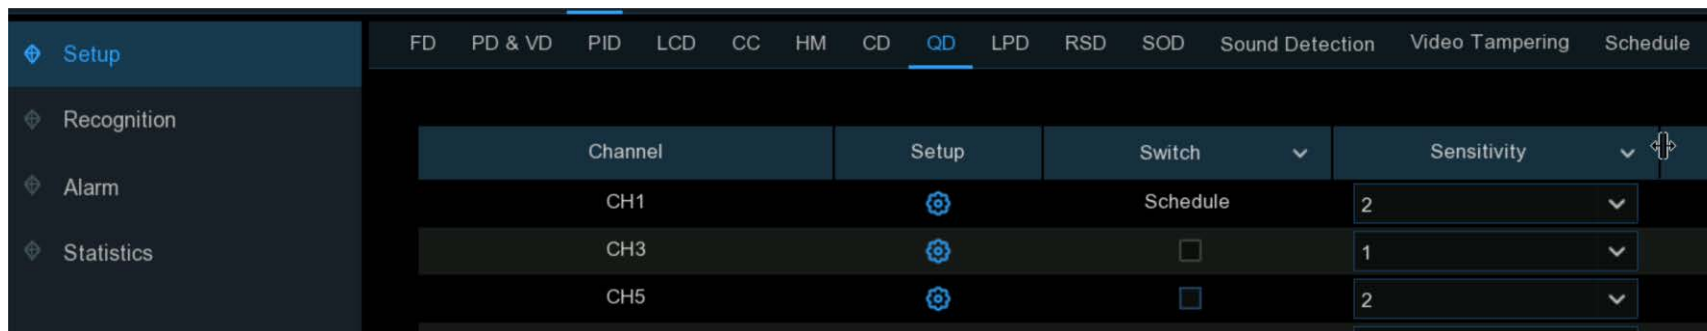 Setup
Recognition
Alarm
Statistics
FD PD & VD PID LCD CC HM CD QD LPD RSD SOD Sound Detection Video Tampering Schedule
Channel Setup Switch Sensitivity
CH1 Schedule 2
CH3 1
CH5 2